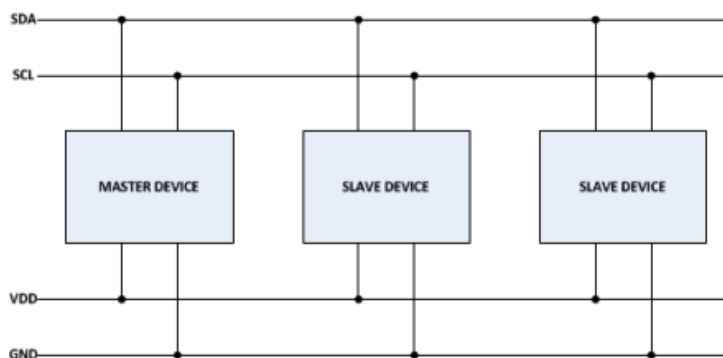 SDA
SCL
MASTER DEVICE
SLAVE DEVICE
SLAVE DEVICE
VDD
GND